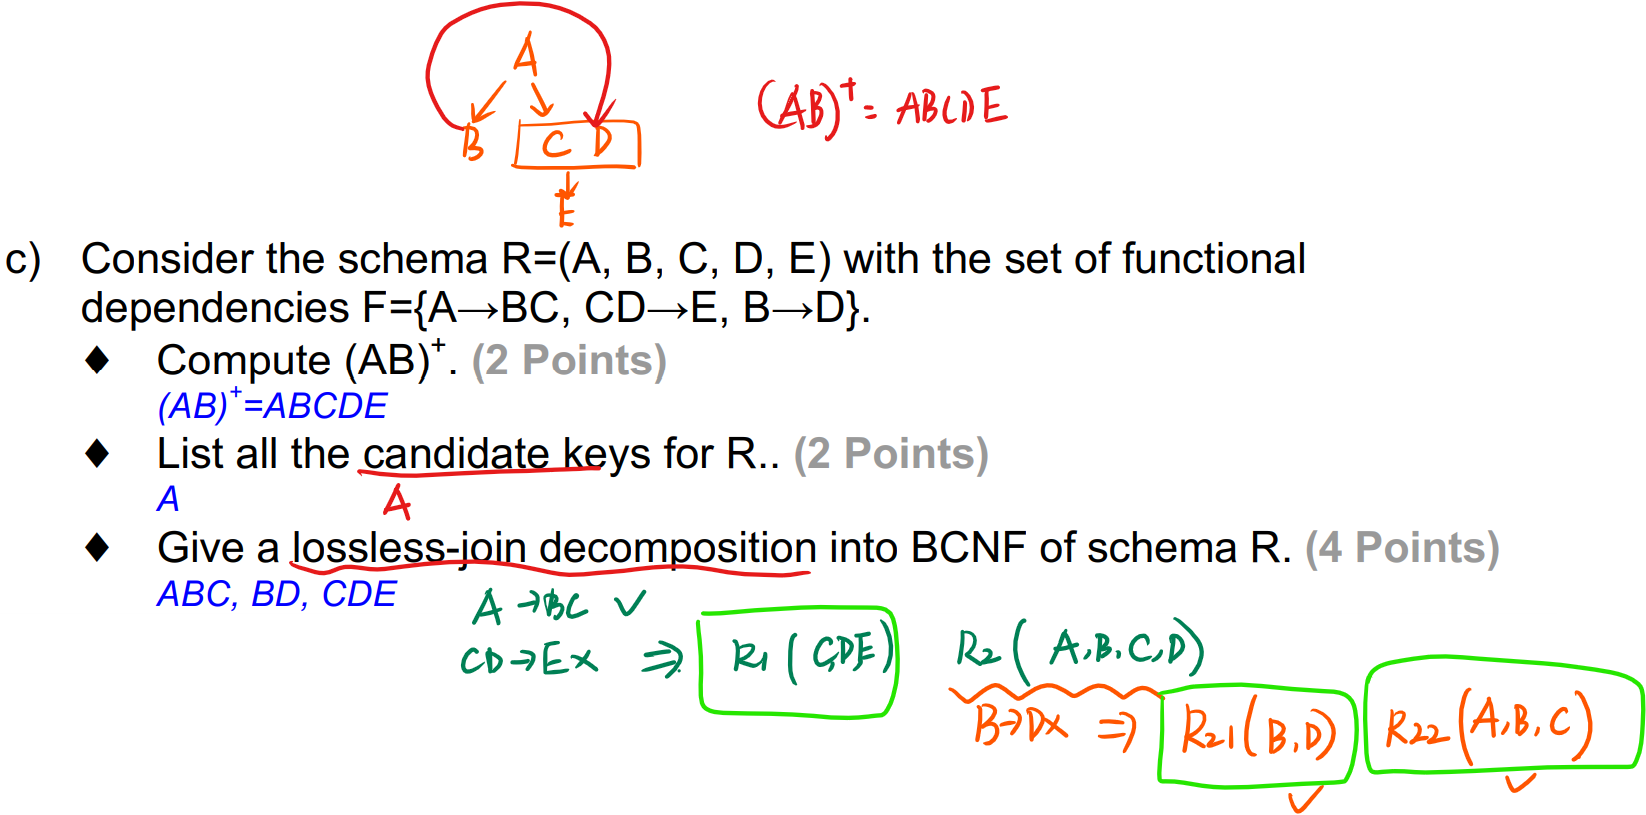 A
B C D
E
(AB)⁺= ABCDE
c) Consider the schema R=(A, B, C, D, E) with the set of functional
dependencies F={A→BC, CD→E, B→D}.
♦ Compute (AB)⁺. (2 Points)
(AB)⁺=ABCDE
♦ List all the candidate keys for R.. (2 Points)
A
A
♦ Give a lossless-join decomposition into BCNF of schema R. (4 Points)
ABC, BD, CDE
A→BC ✓
CD→E× ⇒ R1(CDE) R2(A,B,C,D)
B→D× ⇒ R21(B,D) ✓ R22(A,B,C) ✓